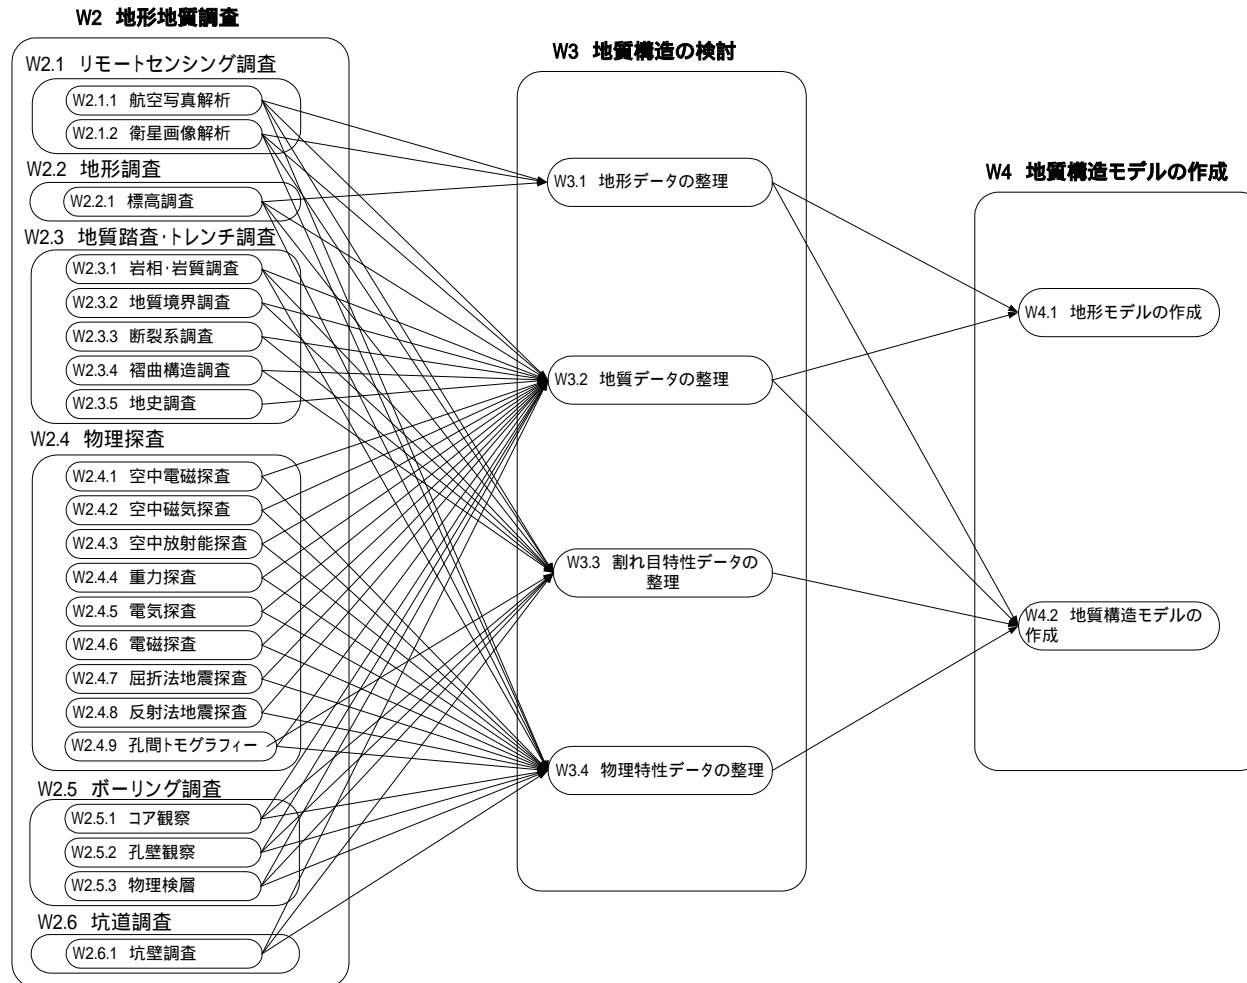 W2 地形地質調査
W2.1 リモートセンシング調査
W2.1.1 航空写真解析
W2.1.2 衛星画像解析
W2.2 地形調査
W2.2.1 標高調査
W2.3 地質踏査・トレンチ調査
W2.3.1 岩相・岩質調査
W2.3.2 地質境界調査
W2.3.3 断裂系調査
W2.3.4 褶曲構造調査
W2.3.5 地史調査
W2.4 物理探査
W2.4.1 空中電磁探査
W2.4.2 空中磁気探査
W2.4.3 空中放射能探査
W2.4.4 重力探査
W2.4.5 電気探査
W2.4.6 電磁探査
W2.4.7 屈折法地震探査
W2.4.8 反射法地震探査
W2.4.9 孔間トモグラフィー
W2.5 ボーリング調査
W2.5.1 コア観察
W2.5.2 孔壁観察
W2.5.3 物理検層
W2.6 坑道調査
W2.6.1 坑壁調査
W3 地質構造の検討
W3.1 地形データの整理
W3.2 地質データの整理
W3.3 割れ目特性データの
整理
W3.4 物理特性データの整理
W4 地質構造モデルの作成
W4.1 地形モデルの作成
W4.2 地質構造モデルの
作成